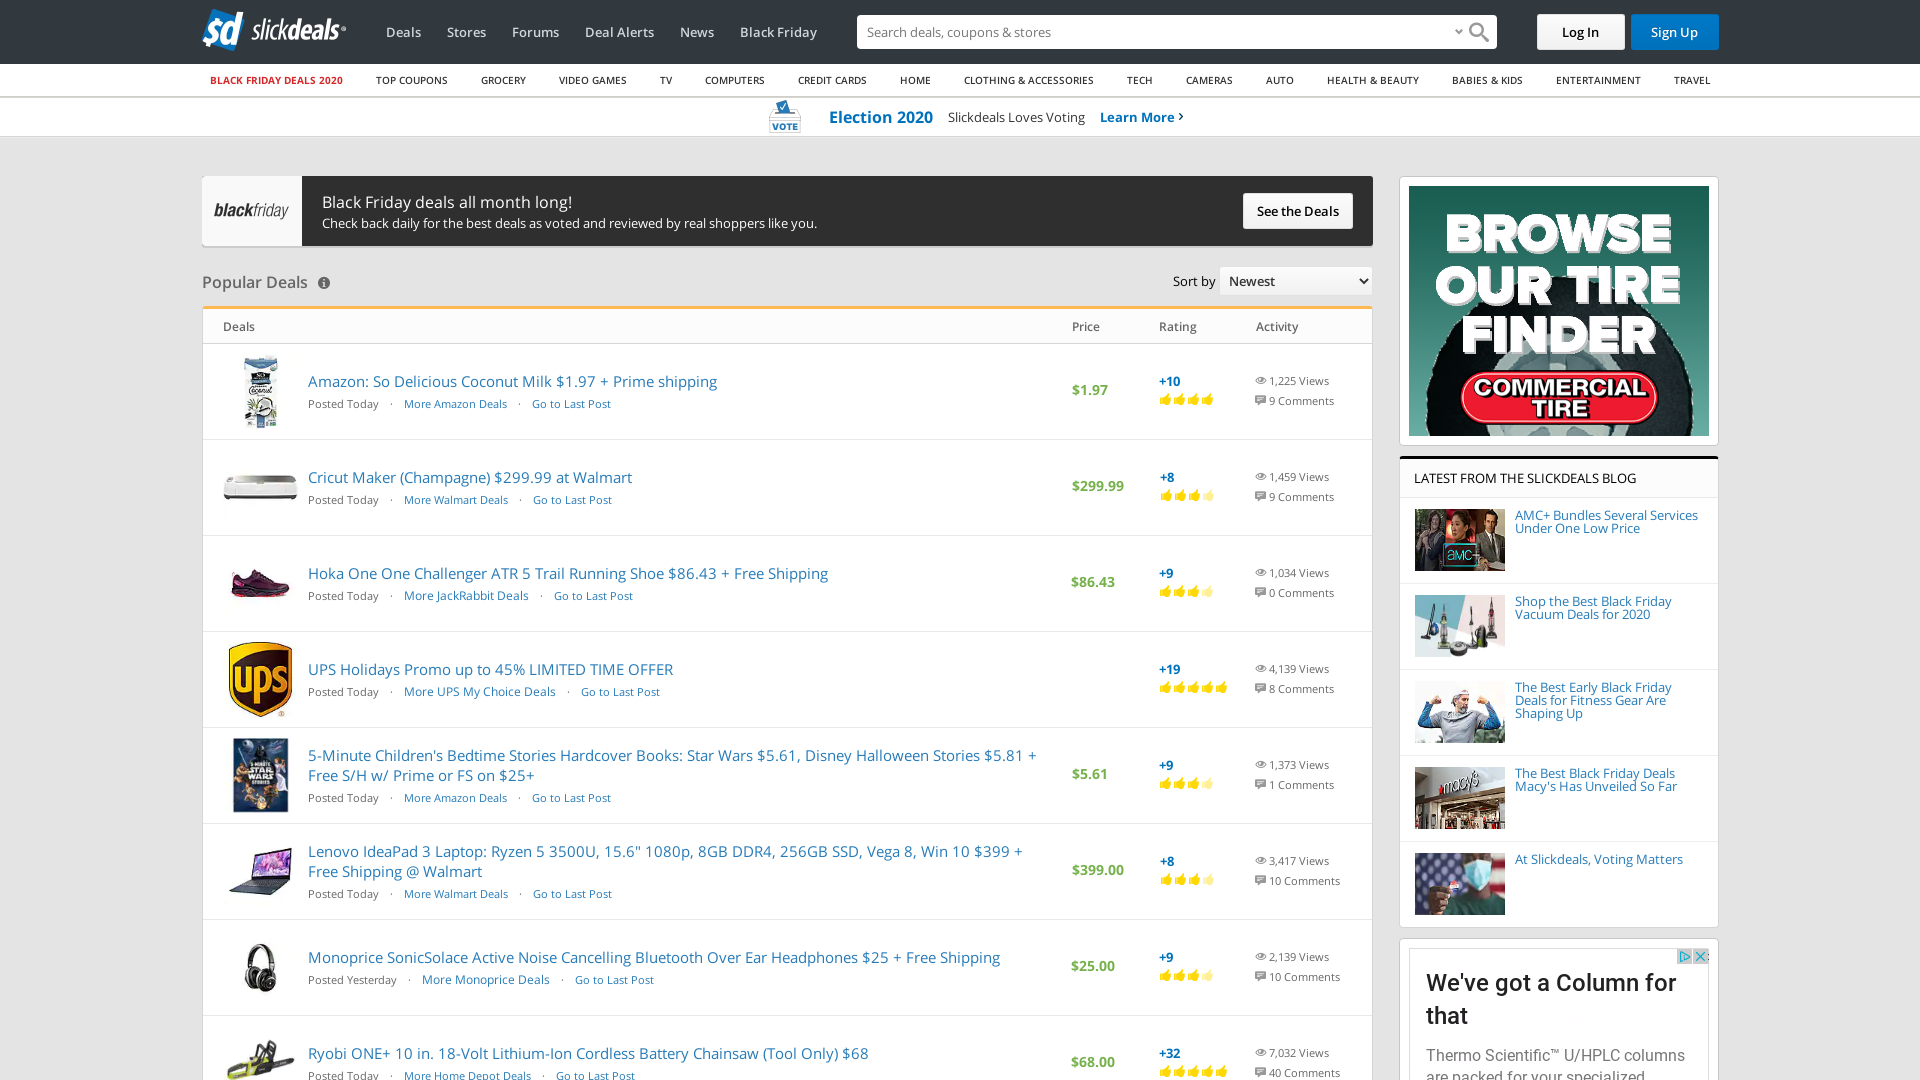 sd slickdeals
Deals
Stores
Forums
Deal Alerts
News
Black Friday
Search deals, coupons & stores
Log In
Sign Up
BLACK FRIDAY DEALS 2020
TOP COUPONS
GROCERY
VIDEO GAMES
TV
COMPUTERS
CREDIT CARDS
HOME
CLOTHING & ACCESSORIES
TECH
CAMERAS
AUTO
HEALTH & BEAUTY
BABIES & KIDS
ENTERTAINMENT
TRAVEL
VOTE
Election 2020 Slickdeals Loves Voting Learn More
blackfriday
Black Friday deals all month long!
Check back daily for the best deals as voted and reviewed by real shoppers like you.
See the Deals
Popular Deals
Sort by Newest
Deals Price Rating Activity
Amazon: So Delicious Coconut Milk $1.97 + Prime shipping
Posted Today · More Amazon Deals · Go to Last Post
$1.97
+10
1,225 Views
9 Comments
Cricut Maker (Champagne) $299.99 at Walmart
Posted Today · More Walmart Deals · Go to Last Post
$299.99
+8
1,459 Views
9 Comments
Hoka One One Challenger ATR 5 Trail Running Shoe $86.43 + Free Shipping
Posted Today · More JackRabbit Deals · Go to Last Post
$86.43
+9
1,034 Views
0 Comments
ups
UPS Holidays Promo up to 45% LIMITED TIME OFFER
Posted Today · More UPS My Choice Deals · Go to Last Post
+19
4,139 Views
8 Comments
5-MINUTE
STAR WARS
STORIES
5-Minute Children's Bedtime Stories Hardcover Books: Star Wars $5.61, Disney Halloween Stories $5.81 +
Free S/H w/ Prime or FS on $25+
Posted Today · More Amazon Deals · Go to Last Post
$5.61
+9
1,373 Views
1 Comments
Lenovo IdeaPad 3 Laptop: Ryzen 5 3500U, 15.6" 1080p, 8GB DDR4, 256GB SSD, Vega 8, Win 10 $399 +
Free Shipping @ Walmart
Posted Today · More Walmart Deals · Go to Last Post
$399.00
+8
3,417 Views
10 Comments
Monoprice SonicSolace Active Noise Cancelling Bluetooth Over Ear Headphones $25 + Free Shipping
Posted Yesterday · More Monoprice Deals · Go to Last Post
$25.00
+9
2,139 Views
10 Comments
Ryobi ONE+ 10 in. 18-Volt Lithium-Ion Cordless Battery Chainsaw (Tool Only) $68
Posted Today · More Home Depot Deals · Go to Last Post
$68.00
+32
7,032 Views
40 Comments
BROWSE
OUR TIRE
FINDER
COMMERCIAL
TIRE
LATEST FROM THE SLICKDEALS BLOG
amc+
AMC+ Bundles Several Services
Under One Low Price
Shop the Best Black Friday
Vacuum Deals for 2020
The Best Early Black Friday
Deals for Fitness Gear Are
Shaping Up
macy's
The Best Black Friday Deals
Macy's Has Unveiled So Far
At Slickdeals, Voting Matters
We've got a Column for
that
Thermo Scientific™ U/HPLC columns
are packed for your specialized